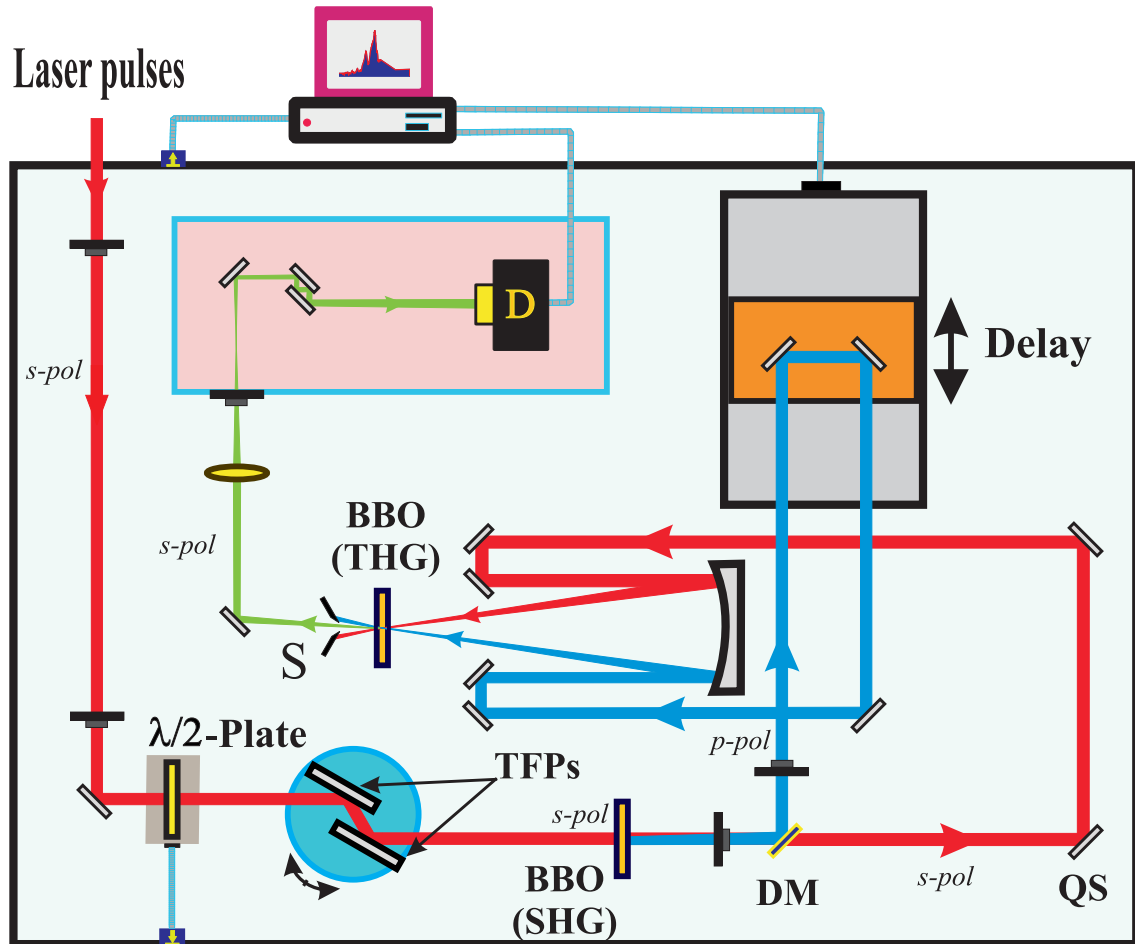 Laser pulses
D
s-pol
Delay
BBO
(THG)
s-pol
S
λ/2-Plate
TFPs
p-pol
s-pol
BBO
(SHG)
DM
s-pol
QS